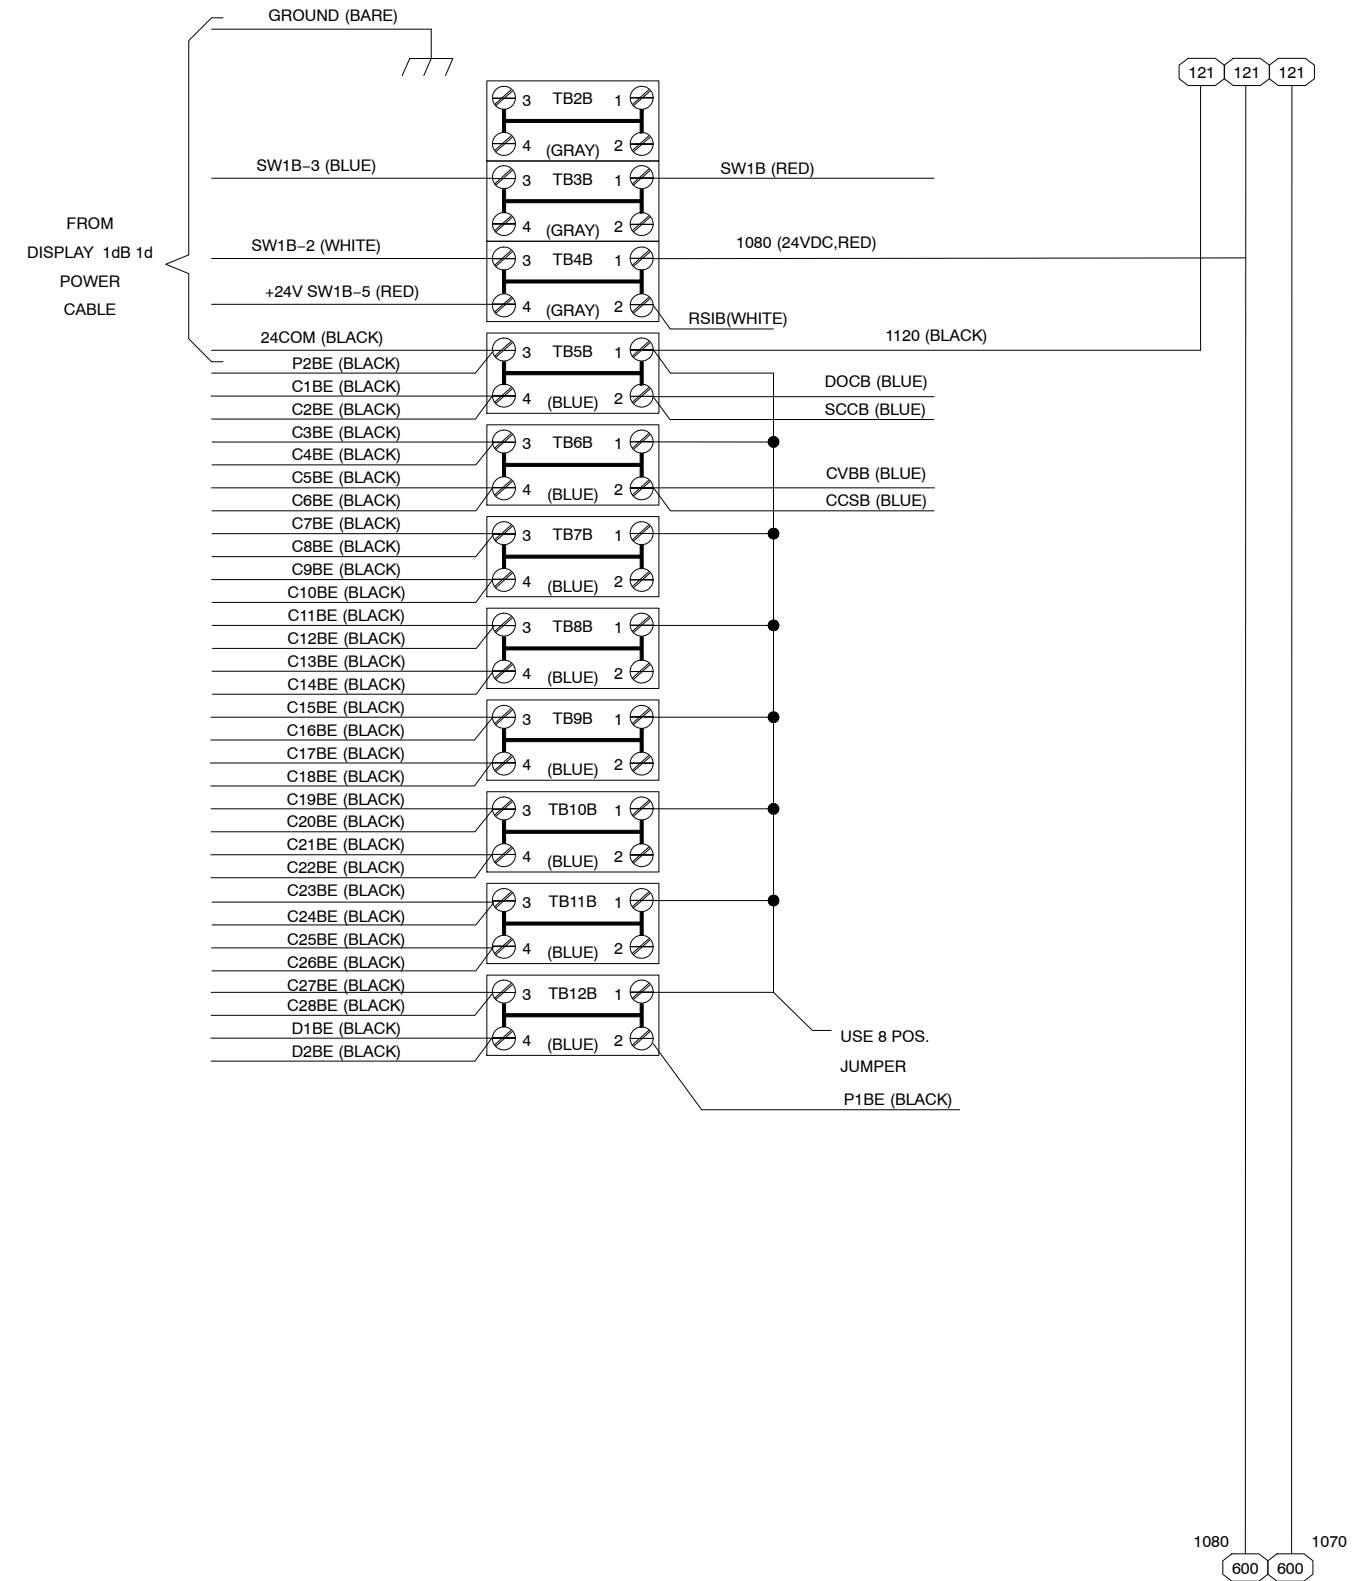 GROUND (BARE)
121 121 121
3 TB2B 1
4 (GRAY) 2
SW1B-3 (BLUE)
SW1B (RED)
3 TB3B 1
4 (GRAY) 2
FROM
DISPLAY 1dB 1d
POWER
CABLE
SW1B-2 (WHITE)
1080 (24VDC,RED)
3 TB4B 1
+24V SW1B-5 (RED)
4 (GRAY) 2
RSIB(WHITE)
24COM (BLACK)
1120 (BLACK)
3 TB5B 1
P2BE (BLACK)
C1BE (BLACK)
DOCB (BLUE)
4 (BLUE) 2
C2BE (BLACK)
SCCB (BLUE)
C3BE (BLACK)
3 TB6B 1
C4BE (BLACK)
C5BE (BLACK)
CVBB (BLUE)
4 (BLUE) 2
C6BE (BLACK)
CCSB (BLUE)
C7BE (BLACK)
3 TB7B 1
C8BE (BLACK)
C9BE (BLACK)
4 (BLUE) 2
C10BE (BLACK)
C11BE (BLACK)
3 TB8B 1
C12BE (BLACK)
C13BE (BLACK)
4 (BLUE) 2
C14BE (BLACK)
C15BE (BLACK)
3 TB9B 1
C16BE (BLACK)
C17BE (BLACK)
4 (BLUE) 2
C18BE (BLACK)
C19BE (BLACK)
3 TB10B 1
C20BE (BLACK)
C21BE (BLACK)
4 (BLUE) 2
C22BE (BLACK)
C23BE (BLACK)
3 TB11B 1
C24BE (BLACK)
C25BE (BLACK)
4 (BLUE) 2
C26BE (BLACK)
C27BE (BLACK)
3 TB12B 1
C28BE (BLACK)
D1BE (BLACK)
4 (BLUE) 2
D2BE (BLACK)
USE 8 POS.
JUMPER
P1BE (BLACK)
1080 1070
600 600